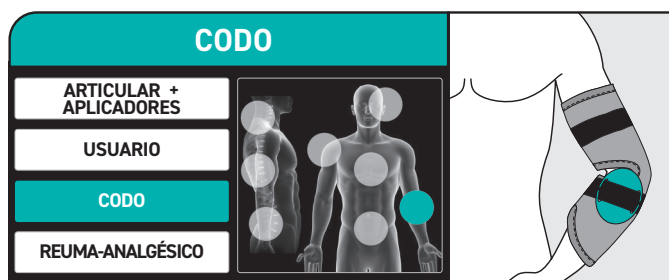 CODO
ARTICULAR +
APLICADORES
USUARIO
CODO
REUMA-ANALGÉSICO